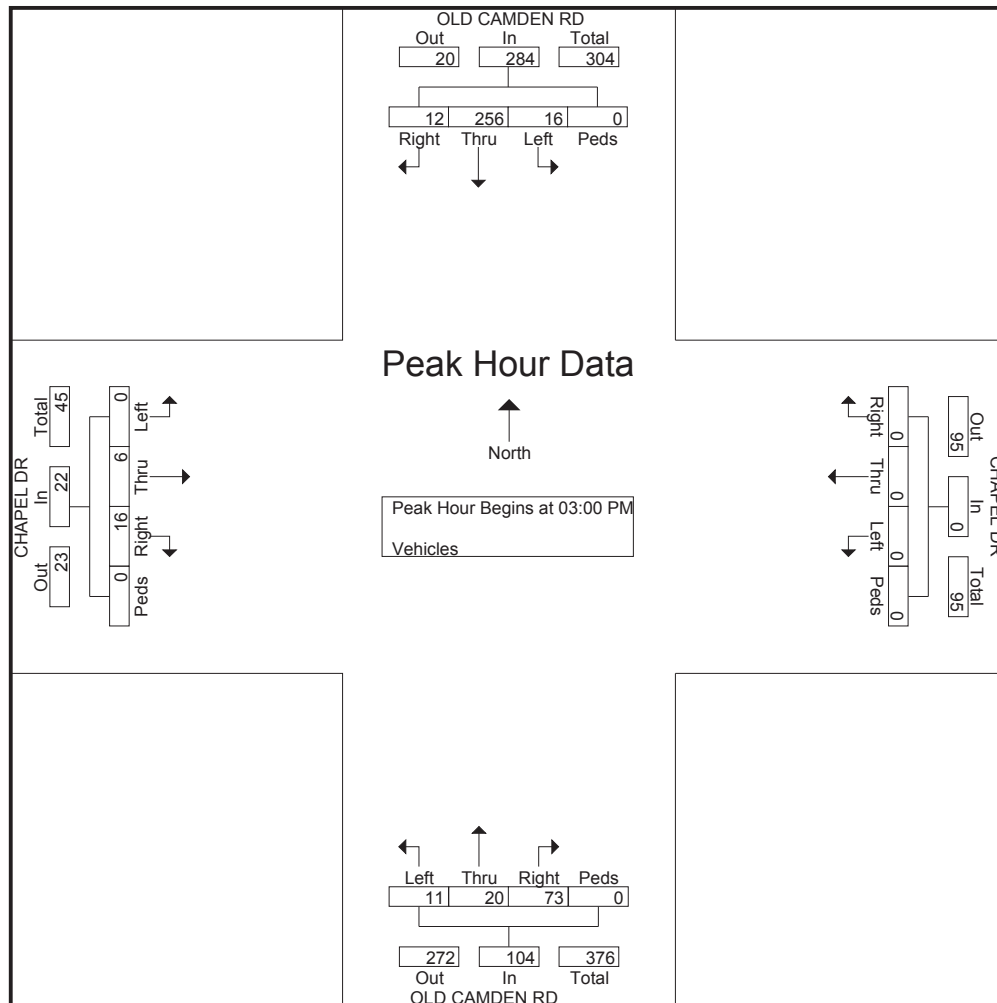 OLD CAMDEN RD
Out In Total
20 284 304
12 256 16 0
Right Thru Left Peds
Peak Hour Data
North
Peak Hour Begins at 03:00 PM
Vehicles
CHAPEL DR
Out In Total
23 22 45
0 6 16 0
Left Thru Right Peds
CHAPEL DR
Out In Total
95 0 95
0 0 0 0
Right Thru Left Peds
Left Thru Right Peds
11 20 73 0
272 104 376
Out In Total
OLD CAMDEN RD